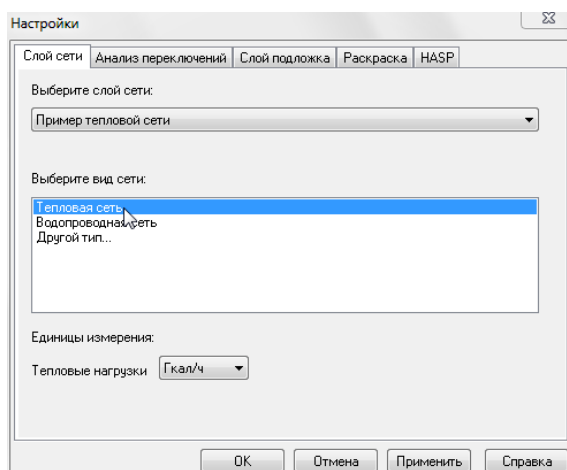 Настройки
Слой сети Анализ переключений Слой подложка Раскраска HASP
Выберите слой сети:
Пример тепловой сети
Выберите вид сети:
Тепловая сеть
Водопроводная сеть
Другой тип...
Единицы измерения:
Тепловые нагрузки Гкал/ч
OK Отмена Применить Справка